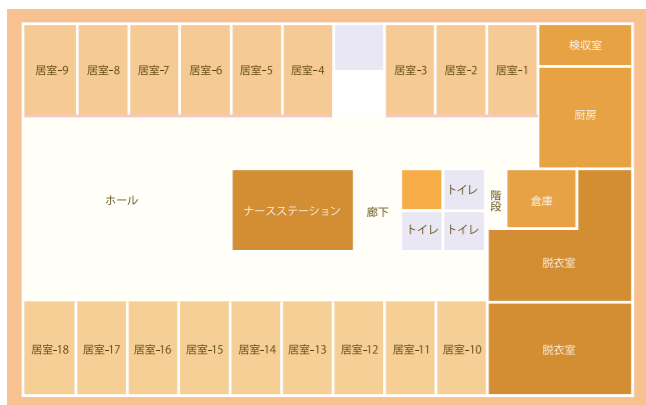 検収室
居室-9
居室-8
居室-7
居室-6
居室-5
居室-4
居室-3
居室-2
居室-1
厨房
トイレ
階段
ホール
倉庫
ナースステーション
廊下
トイレ
トイレ
脱衣室
居室-18
居室-17
居室-16
居室-15
居室-14
居室-13
居室-12
居室-11
居室-10
脱衣室